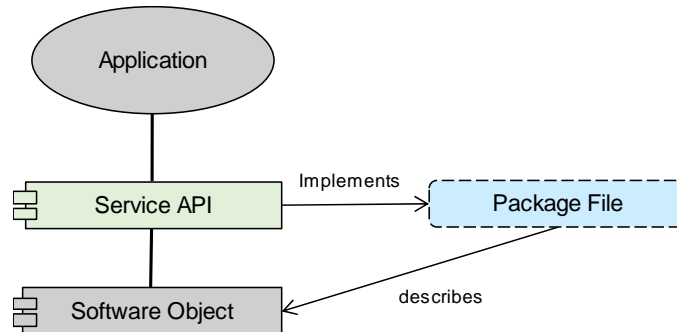 Application
Implements
Service API
Package File
describes
Software Object